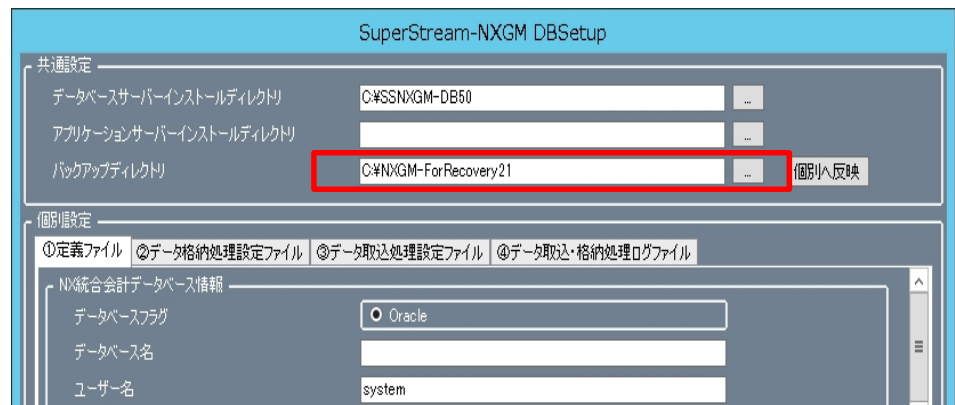 SuperStream-NXGM DBSetup
共通設定
データベースサーバーインストールディレクトリ C:¥SSNXGM-DB50 ...
アプリケーションサーバーインストールディレクトリ ...
バックアップディレクトリ C:¥NXGM-ForRecovery21 ... 個別へ反映
個別設定
①定義ファイル ②データ格納処理設定ファイル ③データ取込処理設定ファイル ④データ取込・格納処理ログファイル
NX統合会計データベース情報
データベースフラグ Oracle
データベース名
ユーザー名 system